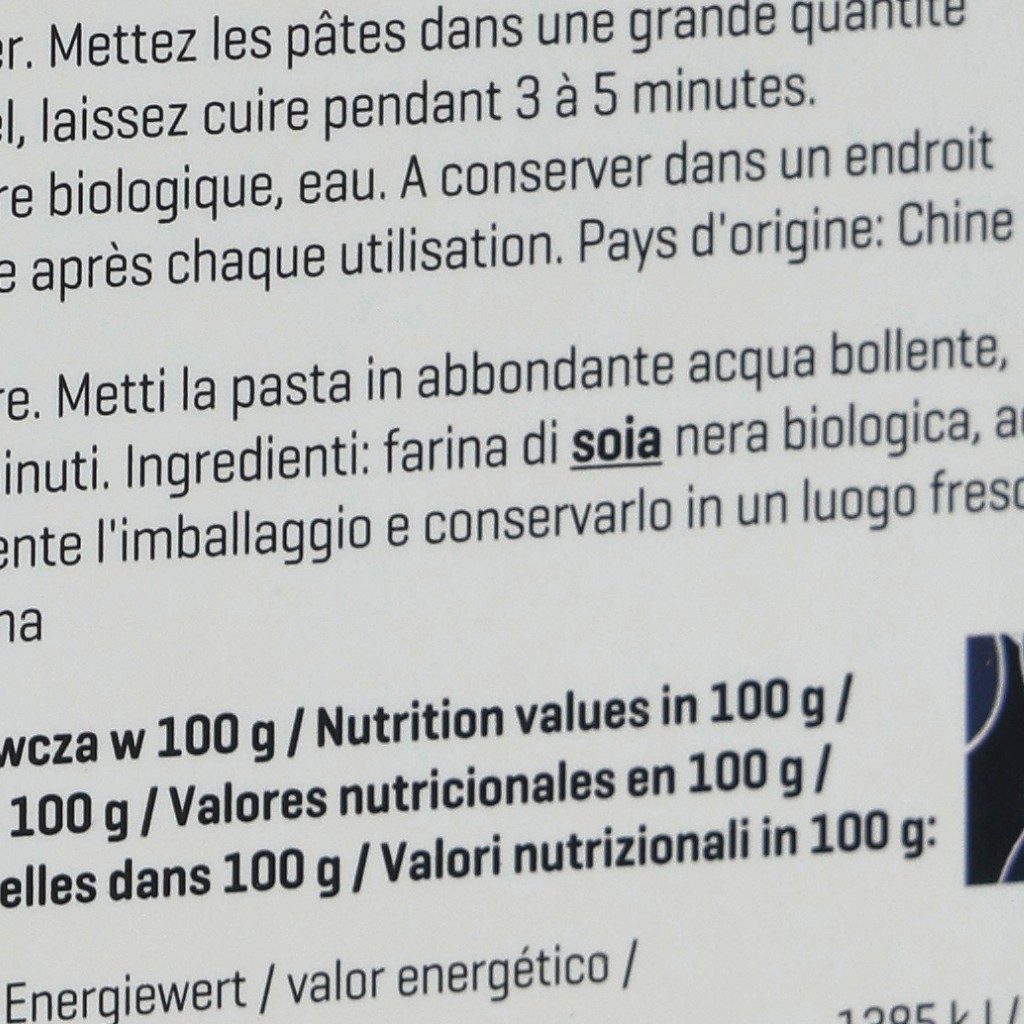 r. Mettez les pâtes dans une grande quantité
el, laissez cuire pendant 3 à 5 minutes.
re biologique, eau. A conserver dans un endroit
e après chaque utilisation. Pays d'origine: Chine
re. Metti la pasta in abbondante acqua bollente,
inuti. Ingredienti: farina di soia nera biologica, a
ente l'imballaggio e conservarlo in un luogo fresc
na
wcza w 100 g / Nutrition values in 100 g /
100 g / Valores nutricionales en 100 g /
elles dans 100 g / Valori nutrizionali in 100 g:
Energiewert / valor energético /